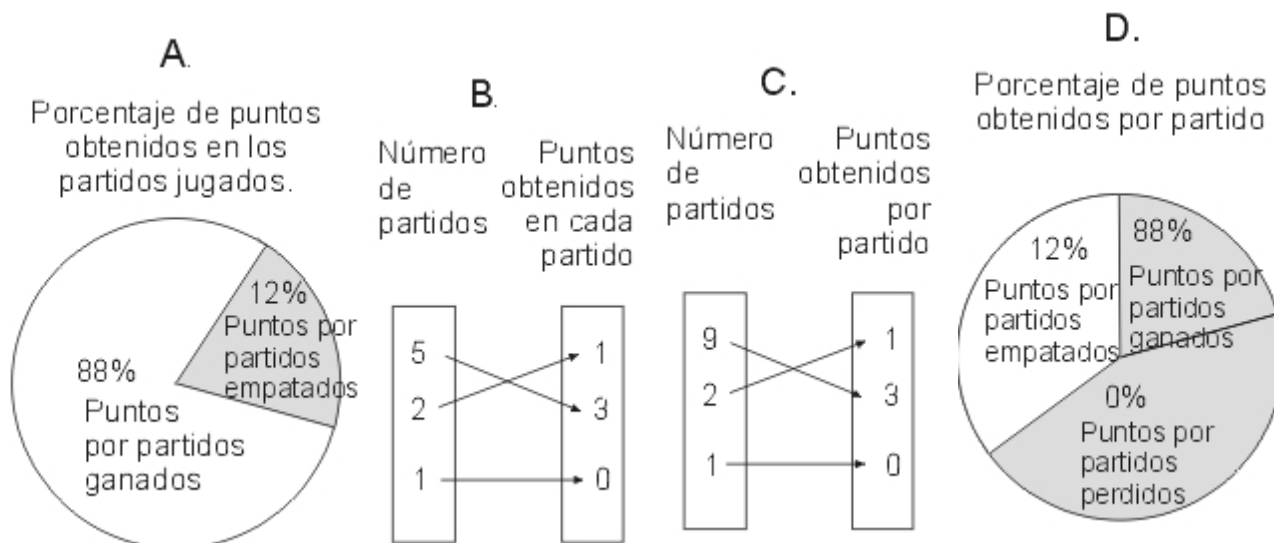 A.
Porcentaje de puntos
obtenidos en los
partidos jugados.
12%
Puntos por
partidos
empatados
88%
Puntos
por partidos
ganados
B.
Número
de
partidos
Puntos
obtenidos
en cada
partido
5
2
1
1
3
0
C.
Número
de
partidos
Puntos
obtenidos
por
partido
9
2
1
1
3
0
D.
Porcentaje de puntos
obtenidos por partido
12%
Puntos por
partidos
empatados
88%
Puntos por
partidos
ganados
0%
Puntos por
partidos
perdidos